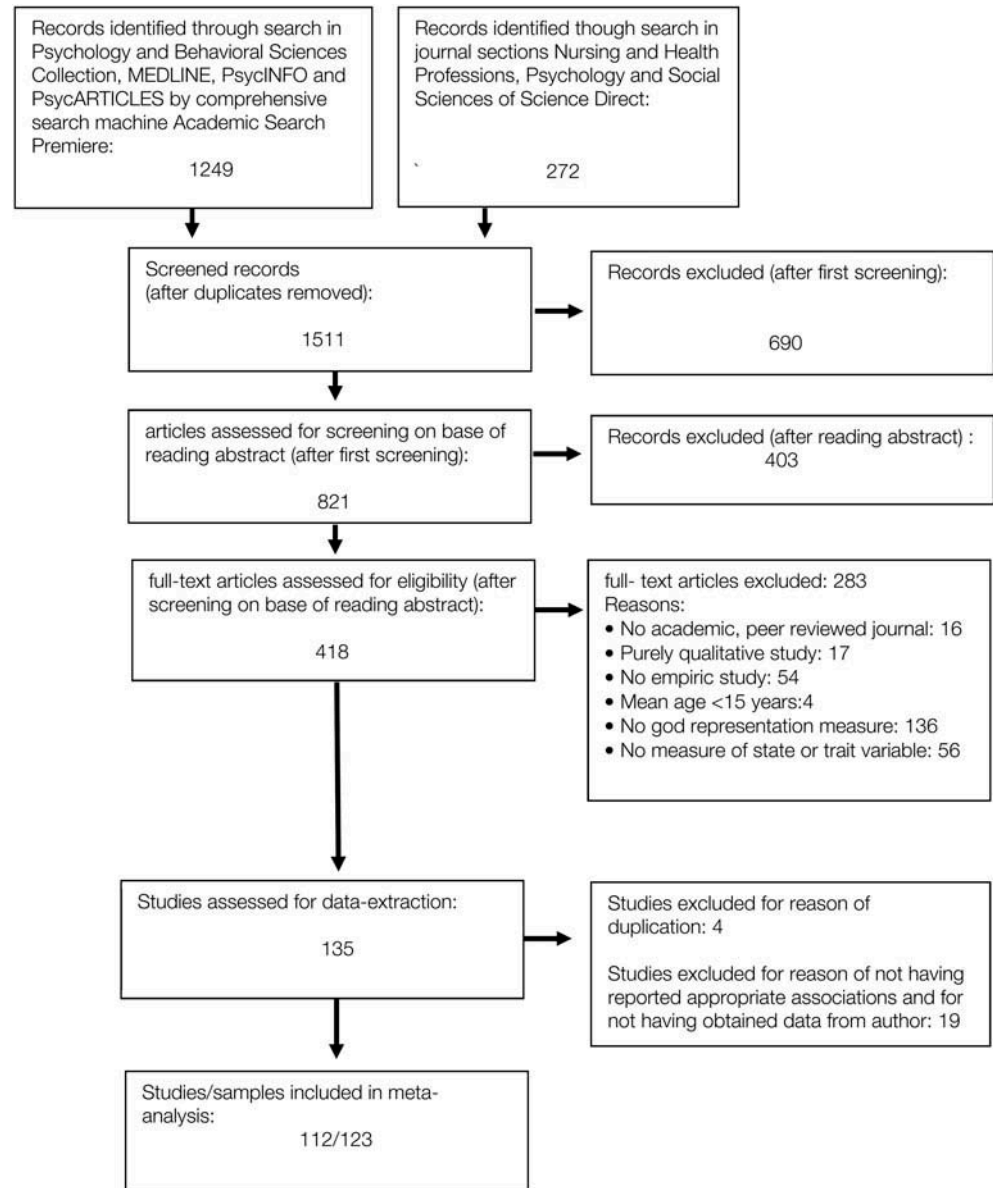 Records identified through search in
Psychology and Behavioral Sciences
Collection, MEDLINE, PsycINFO and
PsycARTICLES by comprehensive
search machine Academic Search
Premiere:
1249
Records identified though search in
journal sections Nursing and Health
Professions, Psychology and Social
Sciences of Science Direct:
`
272
Screened records
(after duplicates removed):
1511
Records excluded (after first screening):
690
articles assessed for screening on base of
reading abstract (after first screening):
821
Records excluded (after reading abstract) :
403
full-text articles assessed for eligibility (after
screening on base of reading abstract):
418
full- text articles excluded: 283
Reasons:
• No academic, peer reviewed journal: 16
• Purely qualitative study: 17
• No empiric study: 54
• Mean age <15 years:4
• No god representation measure: 136
• No measure of state or trait variable: 56
Studies assessed for data-extraction:
135
Studies excluded for reason of
duplication: 4
Studies excluded for reason of not having
reported appropriate associations and for
not having obtained data from author: 19
Studies/samples included in meta-
analysis:
112/123